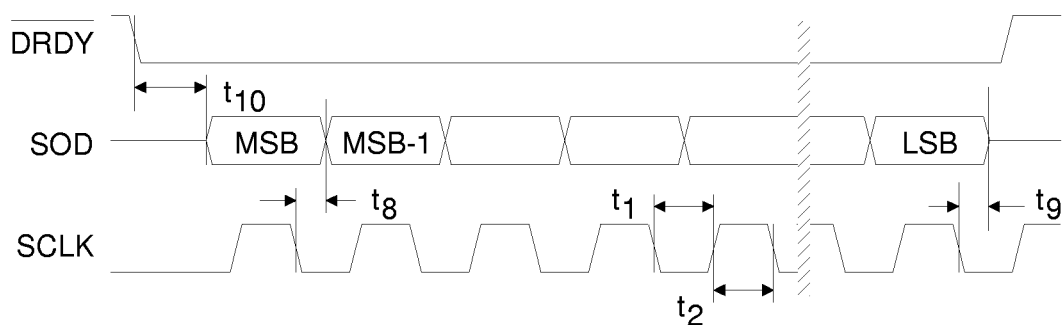 DRDY
t10
SOD
MSB
MSB-1
LSB
t8
t1
t9
SCLK
t2